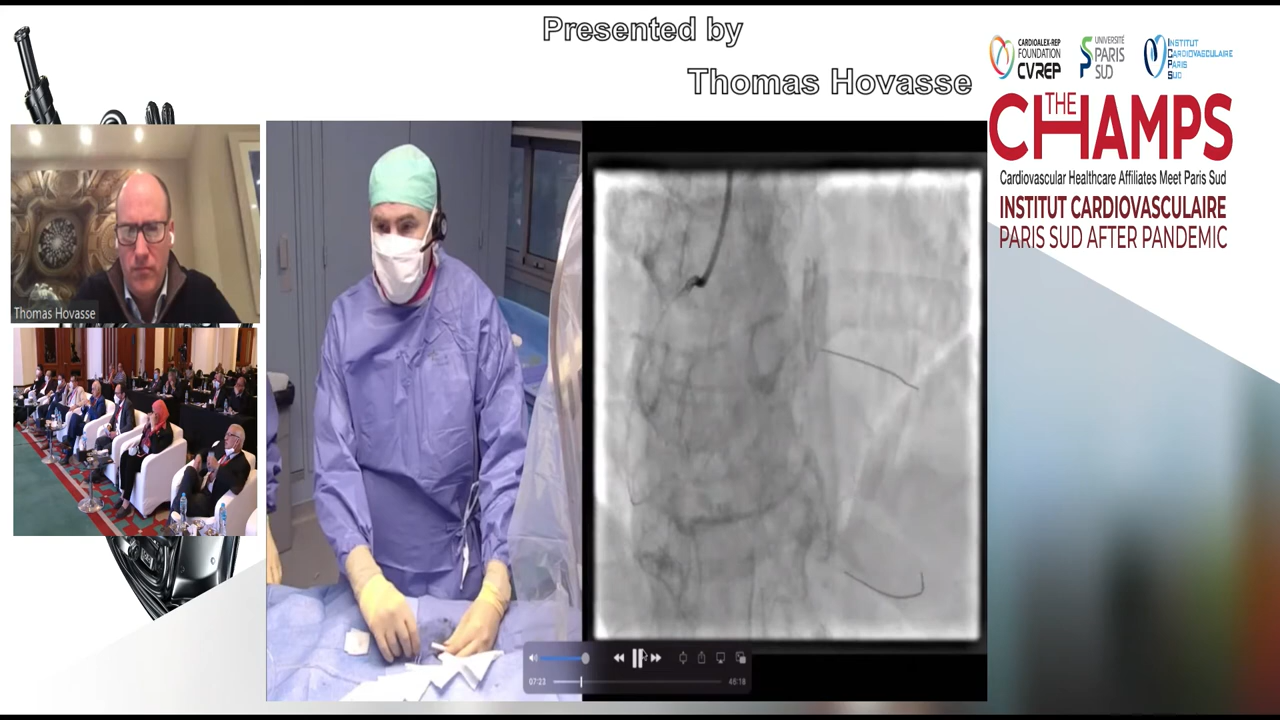 Presented by
Thomas Hovasse
CARDIOALEX-REP
FOUNDATION
CVREP
UNIVERSITÉ
PARIS
SUD
INSTITUT
CARDIOVASCULAIRE
PARIS
SUD
THE
CHAMPS
Cardiovascular Healthcare Affiliates Meet Paris Sud
INSTITUT CARDIOVASCULAIRE
PARIS SUD AFTER PANDEMIC
Thomas Hovasse
07:23
46:18